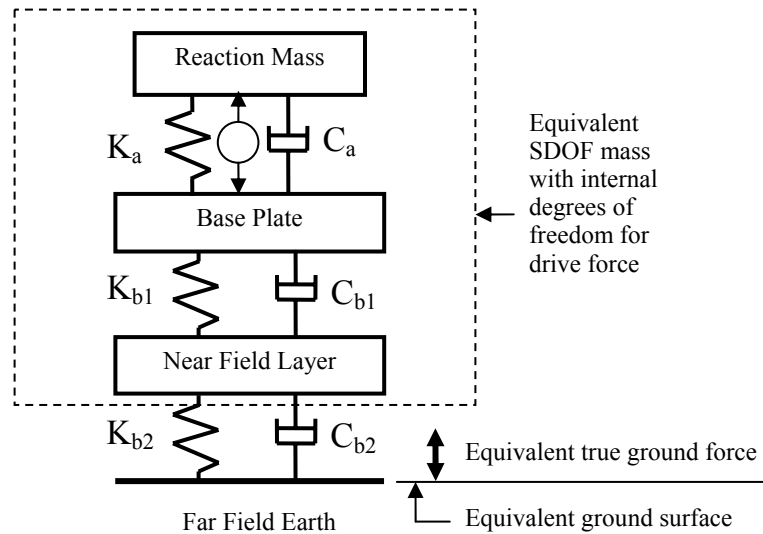 Reaction Mass
Ka
Ca
Base Plate
Kb1
Cb1
Near Field Layer
Kb2
Cb2
Far Field Earth
Equivalent
SDOF mass
with internal
degrees of
freedom for
drive force
Equivalent true ground force
Equivalent ground surface